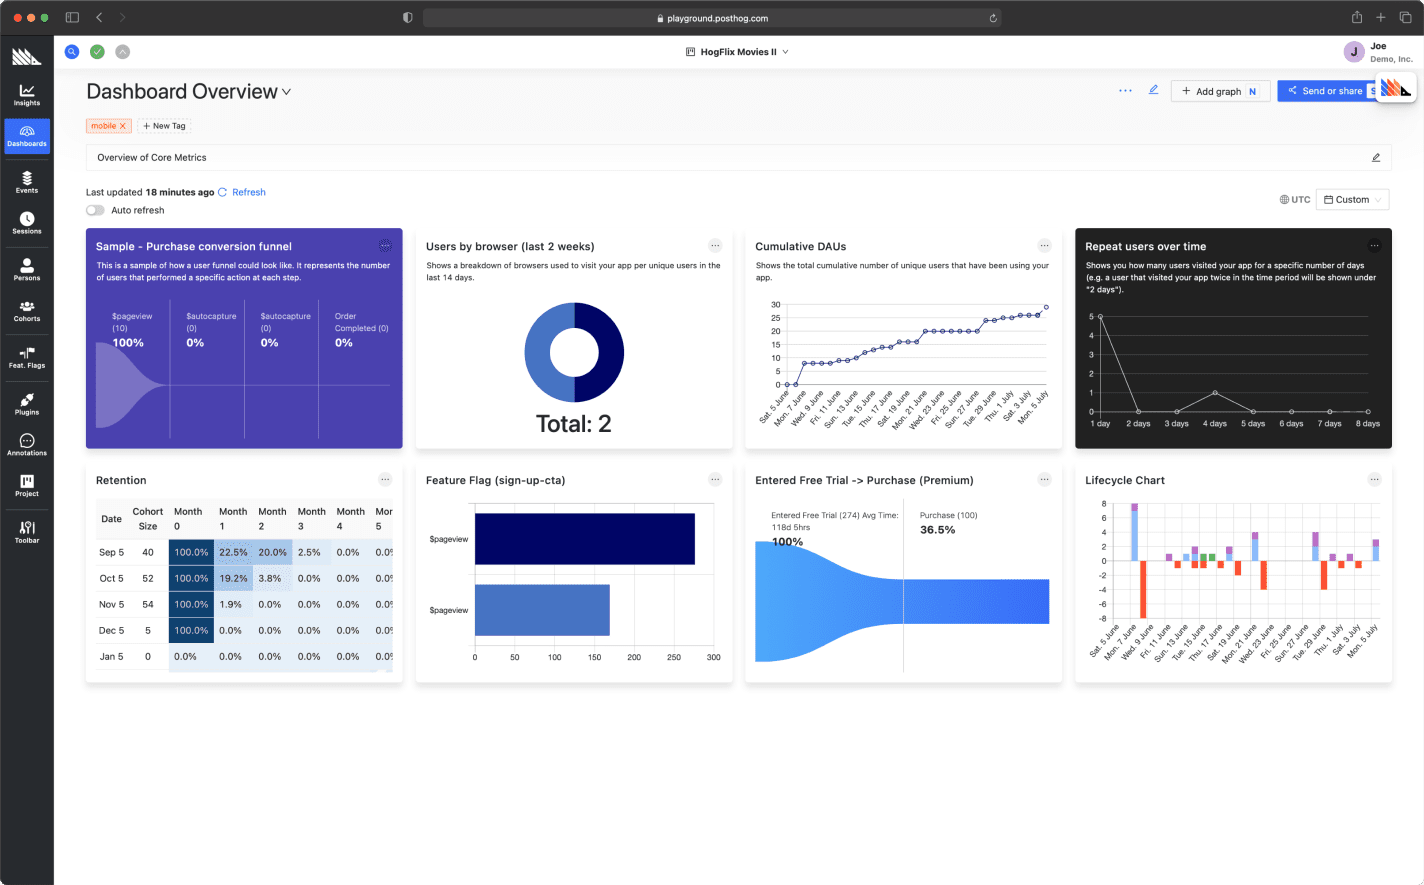 playground.posthog.com
HogFlix Movies II
J
Joe
Demo, Inc.
Insights
Dashboards
Events
Sessions
Persons
Cohorts
Feat. Flags
Plugins
Annotations
Project
Toolbar
Dashboard Overview
Add graph N
Send or share
mobile
+ New Tag
Overview of Core Metrics
Last updated 18 minutes ago Refresh
Auto refresh
UTC
Custom
Sample - Purchase conversion funnel
This is a sample of how a user funnel could look like. It represents the number
of users that performed a specific action at each step.
$pageview $autocapture $autocapture Order
(10) (0) (0) Completed (0)
100% 0% 0% 0%
Users by browser (last 2 weeks)
Shows a breakdown of browsers used to visit your app per unique users in the
last 14 days.
Total: 2
Cumulative DAUs
Shows the total cumulative number of unique users that have been using your
app.
30
25
20
15
10
5
0
Sat. 5 June
Mon. 7 June
Wed. 9 June
Fri. 11 June
Sun. 13 June
Tue. 15 June
Thu. 17 June
Sat. 19 June
Mon. 21 June
Wed. 23 June
Fri. 25 June
Sun. 27 June
Tue. 29 June
Thu. 1 July
Sat. 3 July
Mon. 5 July
Repeat users over time
Shows you how many users visited your app for a specific number of days
(e.g. a user that visited your app twice in the time period will be shown under
"2 days").
5
4
3
2
1
0
1 day 2 days 3 days 4 days 5 days 6 days 7 days 8 days
Retention
Date Cohort Size Month 0 Month 1 Month 2 Month 3 Month 4 Mor 5
Sep 5 40 100.0% 22.5% 20.0% 2.5% 0.0% 0.0
Oct 5 52 100.0% 19.2% 3.8% 0.0% 0.0% 0.0
Nov 5 54 100.0% 1.9% 0.0% 0.0% 0.0% 0.0
Dec 5 5 100.0% 0.0% 0.0% 0.0% 0.0% 0.0
Jan 5 0 0.0% 0.0% 0.0% 0.0% 0.0% 0.0
Feature Flag (sign-up-cta)
$pageview
$pageview
0 50 100 150 200 250 300
Entered Free Trial -> Purchase (Premium)
Entered Free Trial (274) Avg Time:
118d 5hrs
100%
Purchase (100)
36.5%
Lifecycle Chart
8
6
4
2
0
-2
-4
-6
-8
Sat. 5 June
Mon. 7 June
Wed. 9 June
Fri. 11 June
Sun. 13 June
Tue. 15 June
Thu. 17 June
Sat. 19 June
Mon. 21 June
Wed. 23 June
Fri. 25 June
Sun. 27 June
Tue. 29 June
Thu. 1 July
Sat. 3 July
Mon. 5 July